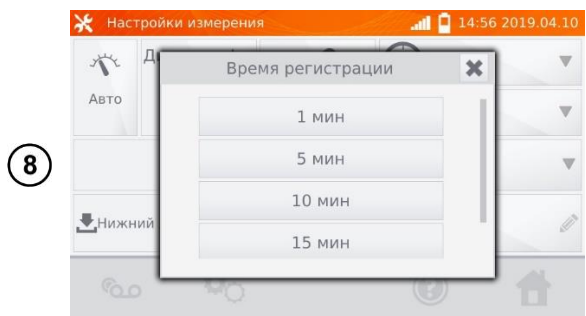 Настройки измерения 14:56 2019.04.10
Время регистрации
Авто
1 мин
5 мин
8
10 мин
Нижний
15 мин